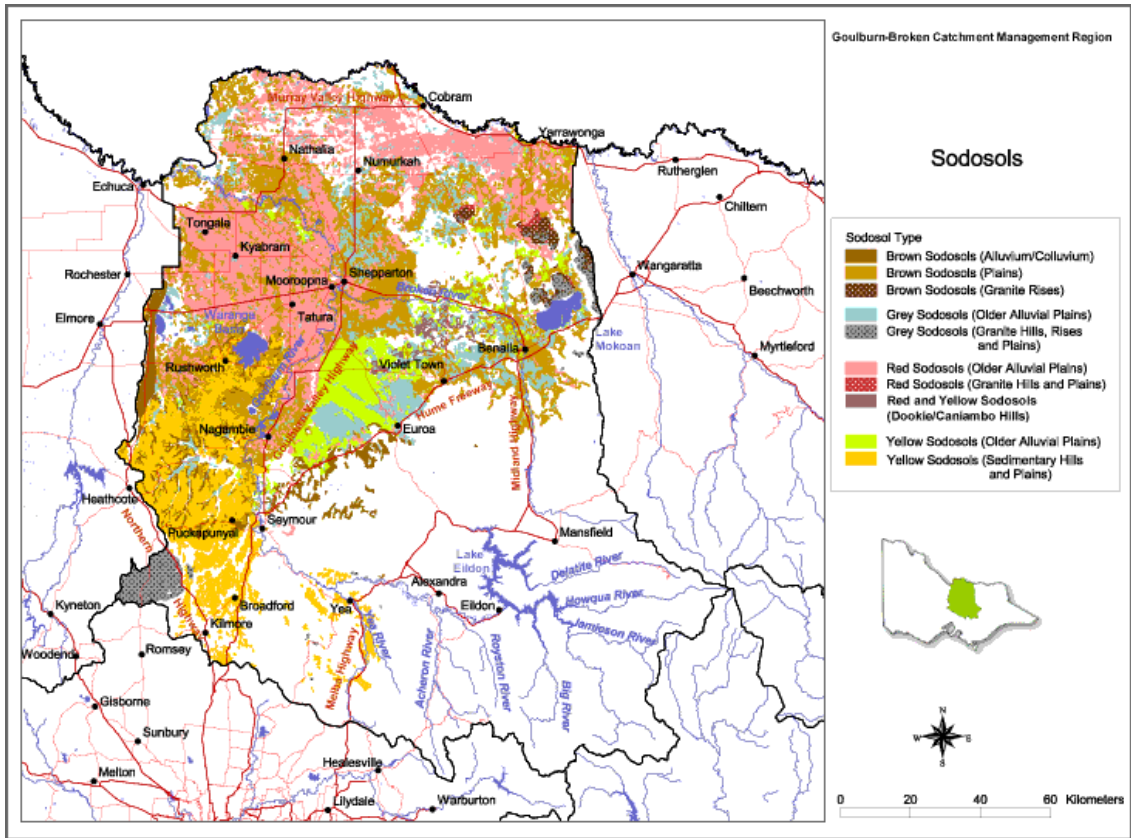 Goulburn-Broken Catchment Management Region
Sodosols
Sodosol Type
Brown Sodosols (Alluvium/Colluvium)
Brown Sodosols (Plains)
Brown Sodosols (Granite Rises)
Grey Sodosols (Older Alluvial Plains)
Grey Sodosols (Granite Hills, Rises
and Plains)
Red Sodosols (Older Alluvial Plains)
Red Sodosols (Granite Hills and Plains)
Red and Yellow Sodosols
(Dookie/Caniambo Hills)
Yellow Sodosols (Older Alluvial Plains)
Yellow Sodosols (Sedimentary Hills
and Plains)
N
W
E
S
0 20 40 60 Kilometers
Murray Valley Highway
Cobram
Yarrawonga
Nathalia
Numurkah
Rutherglen
Echuca
Chiltern
Tongala
Kyabram
Rochester
Mooroopna
Shepparton
Wangaratta
Beechworth
Broken River
Elmore
Waranga
Basin
Tatura
Lake
Mokoan
Benalla
Myrtleford
Rushworth
Violet Town
Goulburn River
Goulburn Valley Highway
Hume Freeway
Midland Highway
Nagambie
Euroa
Heathcote
Northern
Highway
Puckapunyal
Seymour
Mansfield
Lake
Eildon
Delatite River
Alexandra
Eildon
Howqua River
Jamieson River
Kyneton
Broadford
Yea
Yea River
Melba Highway
Acheron River
Royston River
Big River
Kilmore
Woodend
Romsey
Gisborne
Sunbury
Melton
Healesville
Lilydale
Warburton